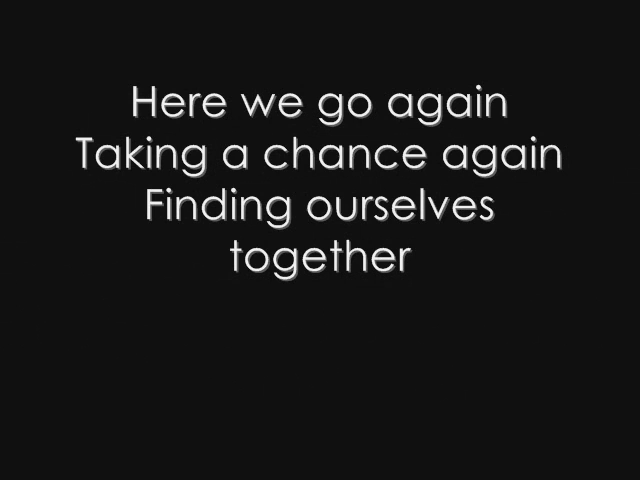 Here we go again
Taking a chance again
Finding ourselves
together